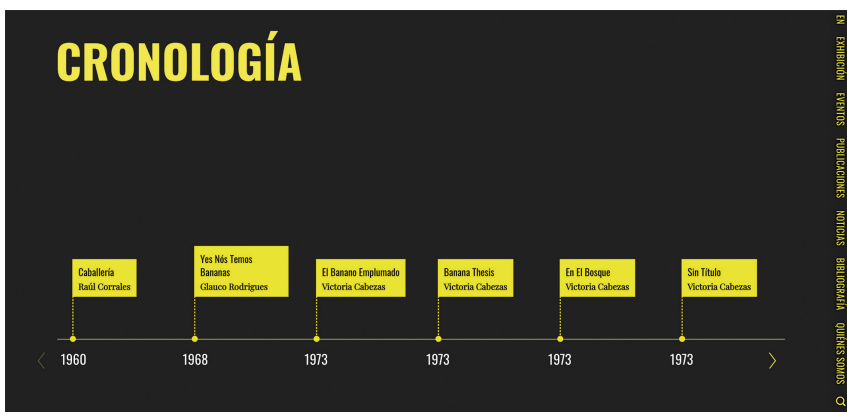 CRONOLOGÍA
Caballería
Raúl Corrales
Yes Nós Temos
Bananas
Glauco Rodrigues
El Banano Emplumado
Victoria Cabezas
Banana Thesis
Victoria Cabezas
En El Bosque
Victoria Cabezas
Sin Título
Victoria Cabezas
1960
1968
1973
1973
1973
1973
EN
EXHIBICIÓN
EVENTOS
PUBLICACIONES
NOTICIAS
BIBLIOGRAFÍA
QUIÉNES SOMOS